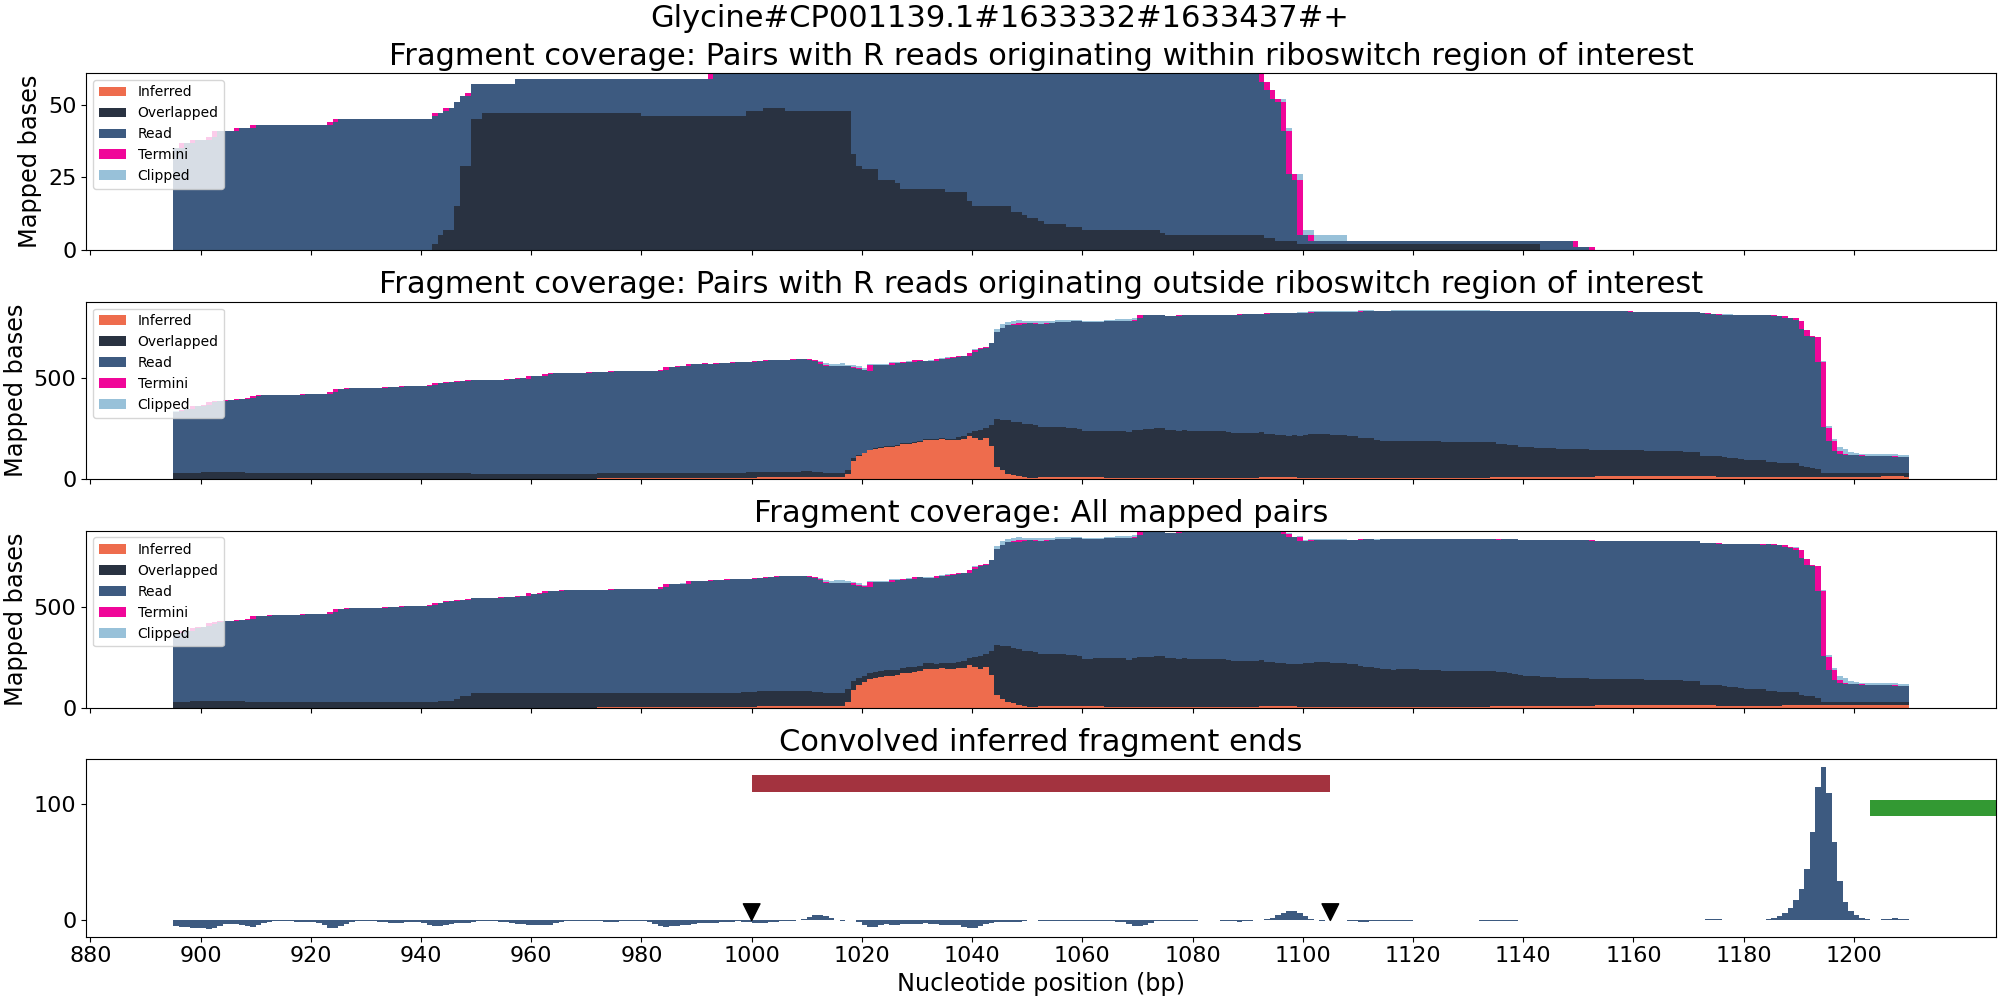 Glycine#CP001139.1#1633332#1633437#+
Fragment coverage: Pairs with R reads originating within riboswitch region of interest
Mapped bases
50
25
0
Inferred
Overlapped
Read
Termini
Clipped
Fragment coverage: Pairs with R reads originating outside riboswitch region of interest
Mapped bases
500
0
Inferred
Overlapped
Read
Termini
Clipped
Fragment coverage: All mapped pairs
Mapped bases
500
0
Inferred
Overlapped
Read
Termini
Clipped
Convolved inferred fragment ends
100
0
880 900 920 940 960 980 1000 1020 1040 1060 1080 1100 1120 1140 1160 1180 1200
Nucleotide position (bp)